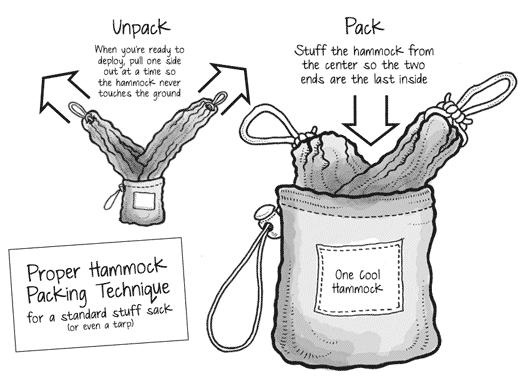 Unpack
When you're ready to
deploy, pull one side
out at a time so
the hammock never
touches the ground
Pack
Stuff the hammock from
the center so the two
ends are the last inside
One Cool
Hammock
Proper Hammock
Packing Technique
for a standard stuff sack
(or even a tarp)